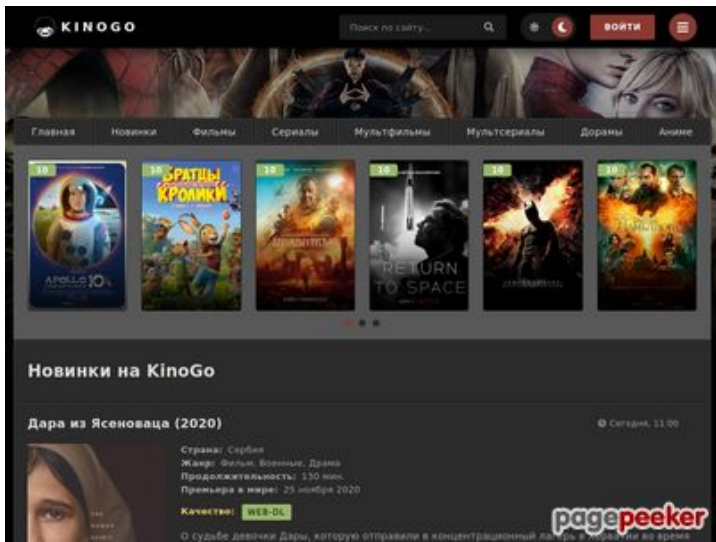 KINOGO
Поиск по сайту...
ВОЙТИ
Главная Новинки Фильмы Сериалы Мультфильмы Мультсериалы Дорамы Аниме
10 10 10 10 10 10
БРАТЦЫ
КРОЛИКИ
APOLLO 10½
RETURN
TO SPACE
Новинки на KinoGo
Дара из Ясеноваца (2020)
Сегодня, 11:00
Страна: Сербия
Жанр: Фильм, Военные, Драма
Продолжительность: 130 мин.
Премьера в мире: 25 ноября 2020
Качество: WEB-DL
О судьбе девочки Дары, которую отправили в концентрационный лагерь в Хорватии во время
pagepeeker